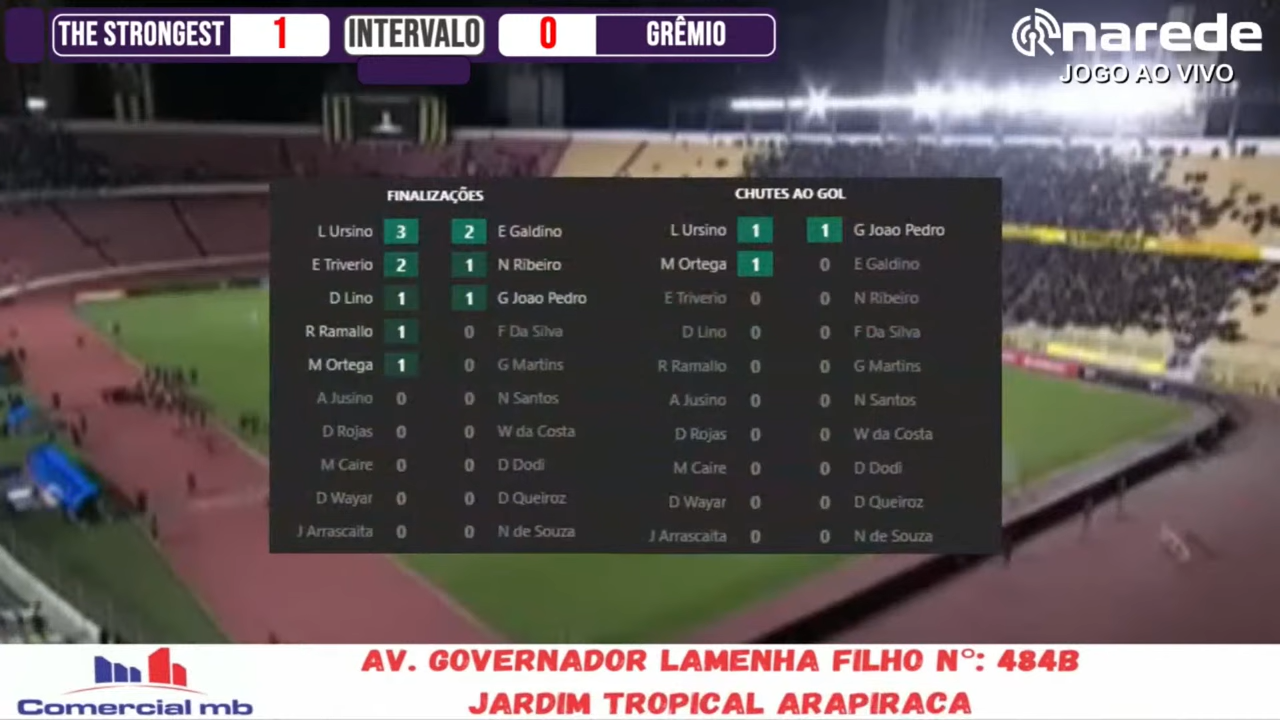 THE STRONGEST 1 INTERVALO 0 GRÊMIO
narede
JOGO AO VIVO
FINALIZAÇÕES
L Ursino 3 2 E Galdino
E Triverio 2 1 N Ribeiro
D Lino 1 1 G Joao Pedro
R Ramallo 1 0 F Da Silva
M Ortega 1 0 G Martins
A Jusino 0 0 N Santos
D Rojas 0 0 W da Costa
M Caire 0 0 D Dodi
D Wayar 0 0 D Queiroz
J Arrascaita 0 0 N de Souza
CHUTES AO GOL
L Ursino 1 1 G Joao Pedro
M Ortega 1 0 E Galdino
E Triverio 0 0 N Ribeiro
D Lino 0 0 F Da Silva
R Ramallo 0 0 G Martins
A Jusino 0 0 N Santos
D Rojas 0 0 W da Costa
M Caire 0 0 D Dodi
D Wayar 0 0 D Queiroz
J Arrascaita 0 0 N de Souza
Comercial mb
AV. GOVERNADOR LAMENHA FILHO N°: 484B
JARDIM TROPICAL ARAPIRACA